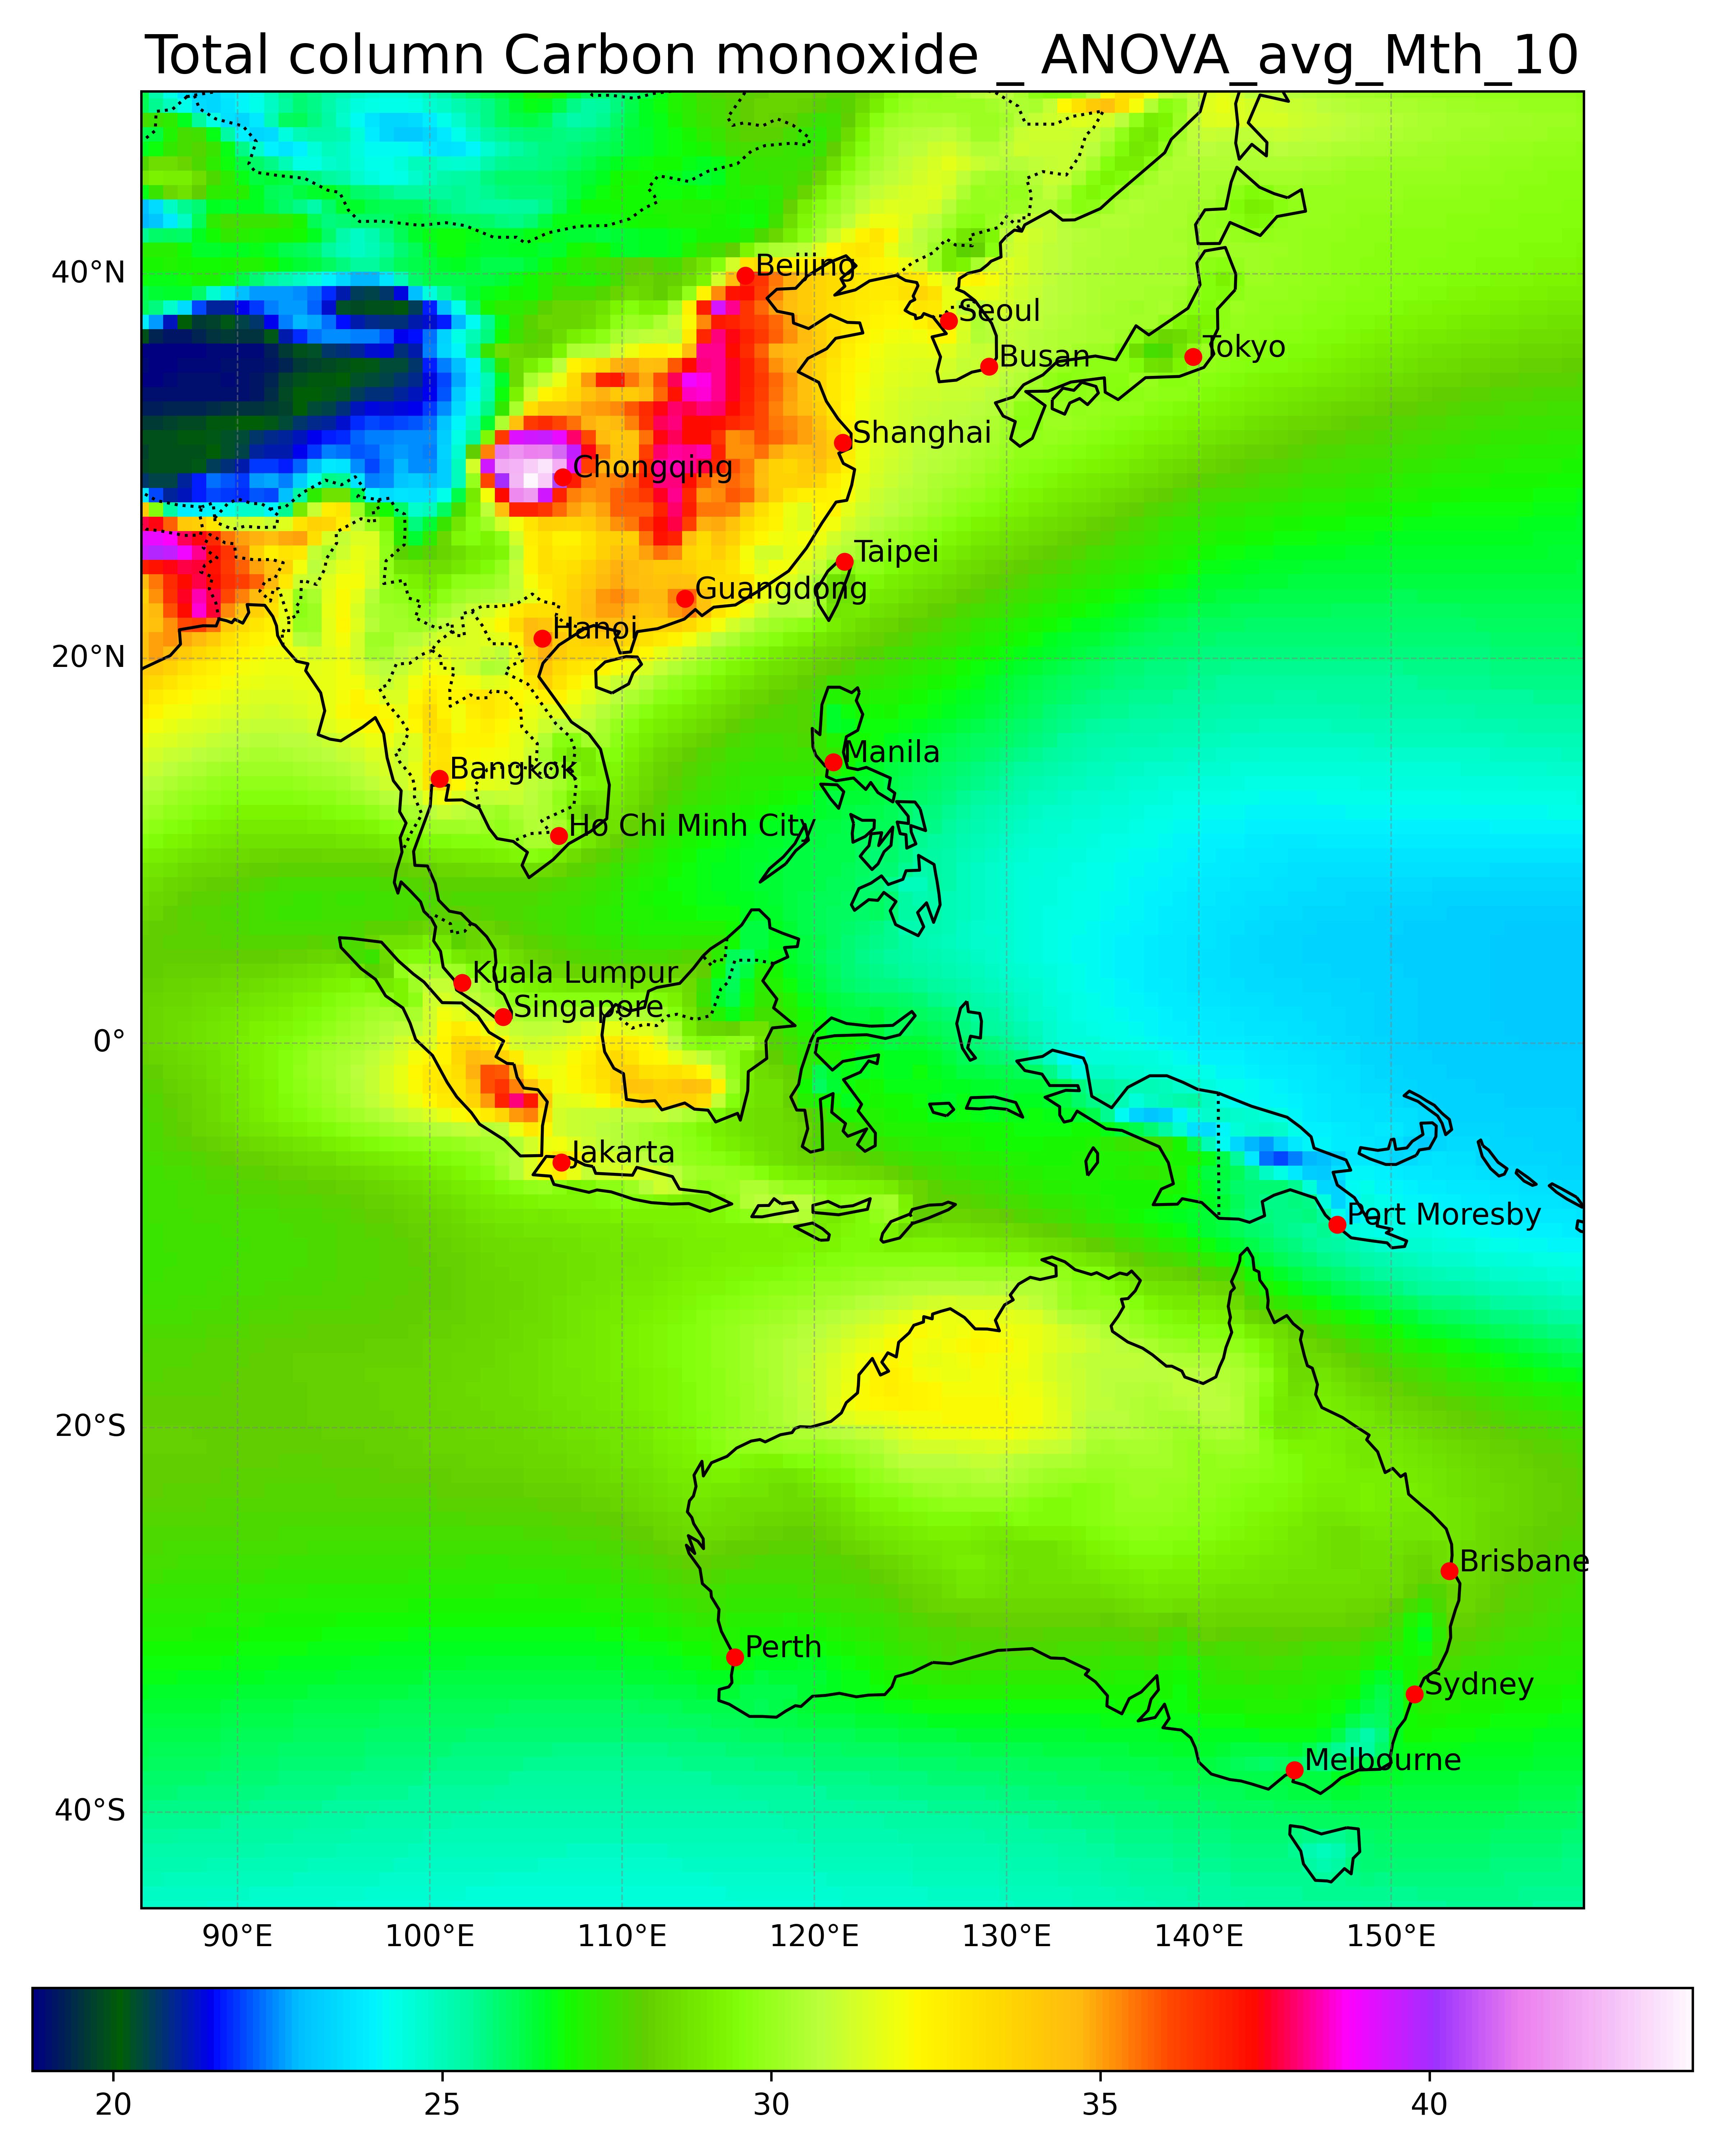 Total column Carbon monoxide _ ANOVA_avg_Mth_10
40°N
20°N
0°
20°S
40°S
Beijing
Seoul
Busan
Tokyo
Shanghai
Chongqing
Taipei
Guangdong
Hanoi
Manila
Bangkok
Ho Chi Minh City
Kuala Lumpur
Singapore
Jakarta
Port Moresby
Brisbane
Perth
Sydney
Melbourne
90°E 100°E 110°E 120°E 130°E 140°E 150°E
20 25 30 35 40